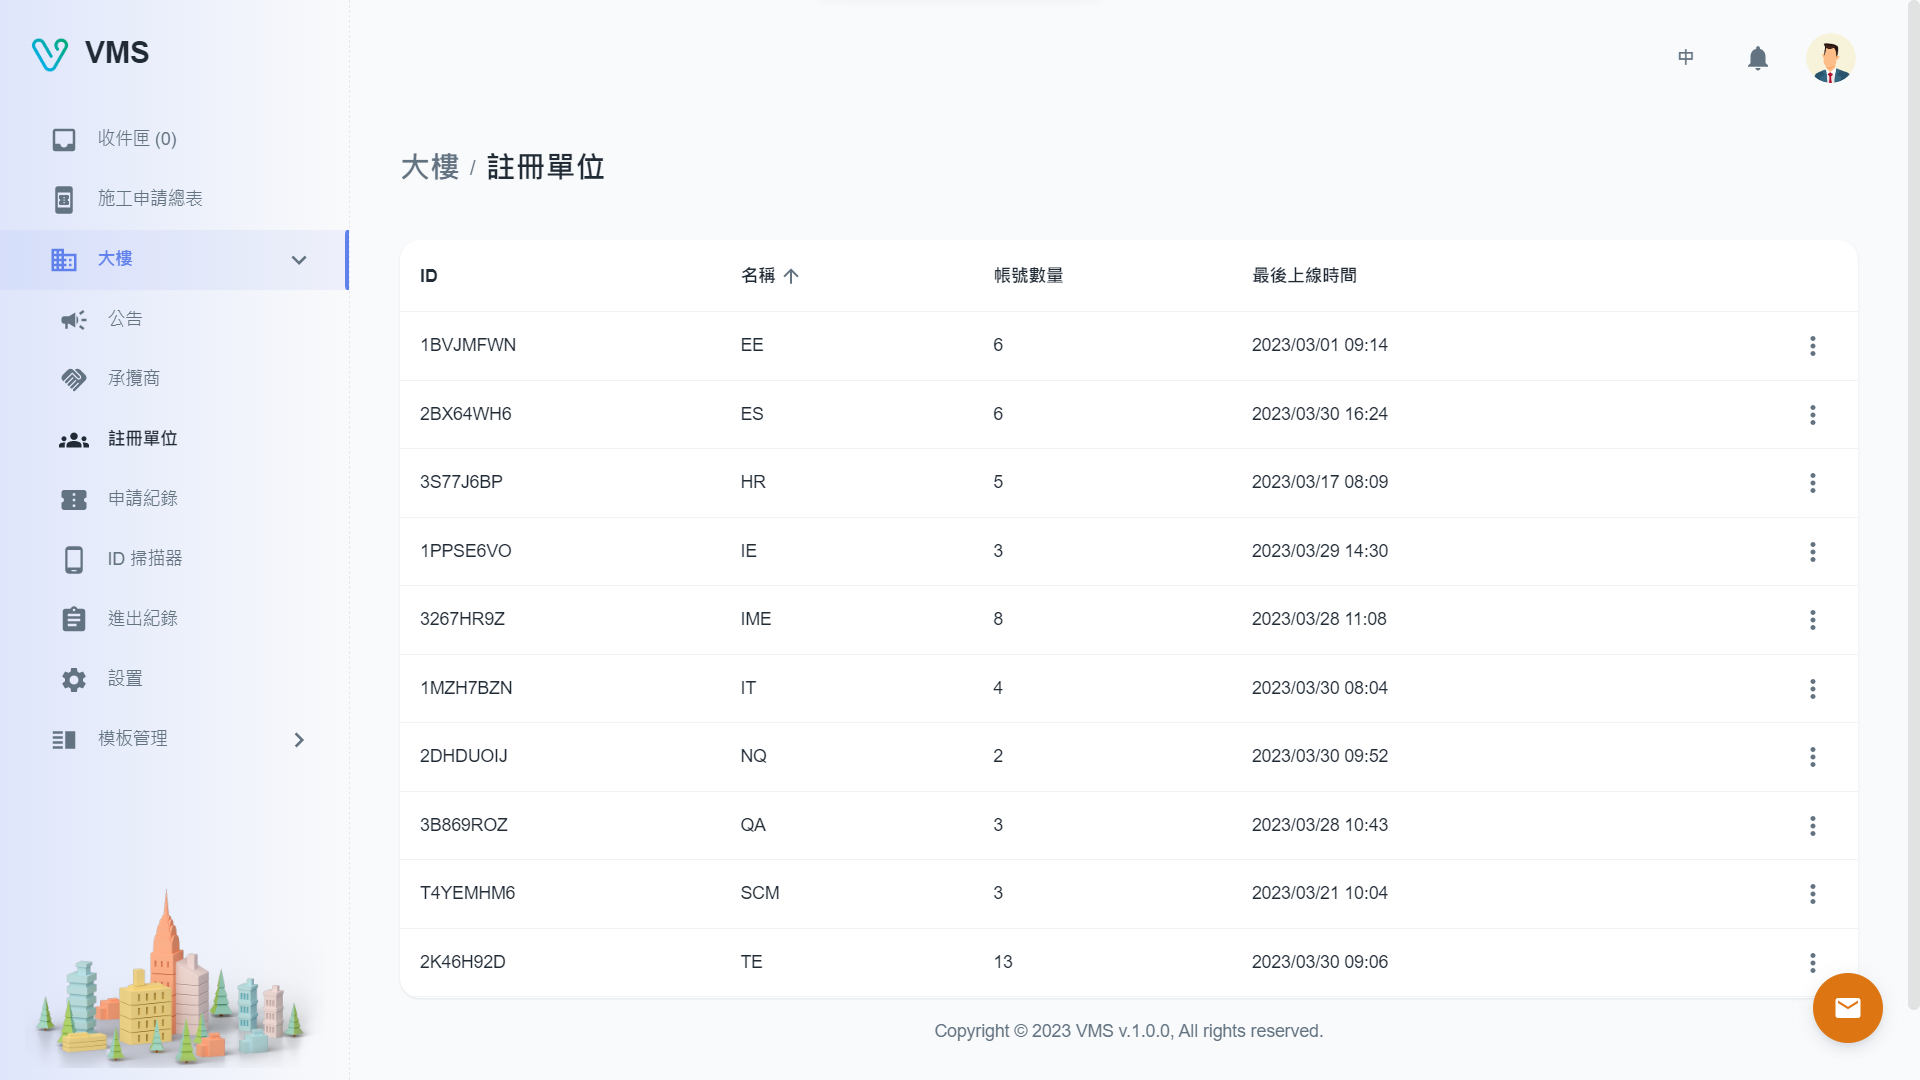 VMS
中
收件匣 (0)
施工申請總表
大樓
公告
承攬商
註冊單位
申請紀錄
ID 掃描器
進出紀錄
設置
模板管理
大樓 / 註冊單位
ID 名稱 帳號數量 最後上線時間
1BVJMFWN EE 6 2023/03/01 09:14
2BX64WH6 ES 6 2023/03/30 16:24
3S77J6BP HR 5 2023/03/17 08:09
1PPSE6VO IE 3 2023/03/29 14:30
3267HR9Z IME 8 2023/03/28 11:08
1MZH7BZN IT 4 2023/03/30 08:04
2DHDUOIJ NQ 2 2023/03/30 09:52
3B869ROZ QA 3 2023/03/28 10:43
T4YEMHM6 SCM 3 2023/03/21 10:04
2K46H92D TE 13 2023/03/30 09:06
Copyright © 2023 VMS v.1.0.0, All rights reserved.